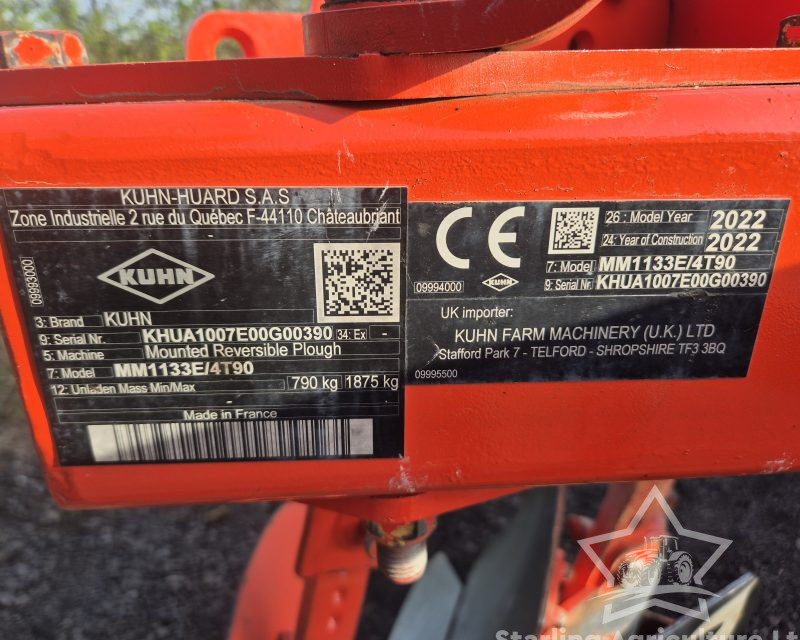 KUHN-HUARD S.A.S
Zone Industrielle 2 rue du Québec F-44110 Châteaubriant
KUHN
09993000
3: Brand KUHN
9: Serial Nr. KHUA1007E00G00390 34: Ex -
5: Machine Mounted Reversible Plough
7: Model MM1133E/4T90
12: Unladen Mass Min/Max 790 kg 1875 kg
Made in France
CE
09994000
KUHN
26: Model Year 2022
24: Year of Construction 2022
7: Model MM1133E/4T90
9: Serial Nr. KHUA1007E00G00390
UK importer:
KUHN FARM MACHINERY (U.K.) LTD
Stafford Park 7 - TELFORD - SHROPSHIRE TF3 3BQ
09995500